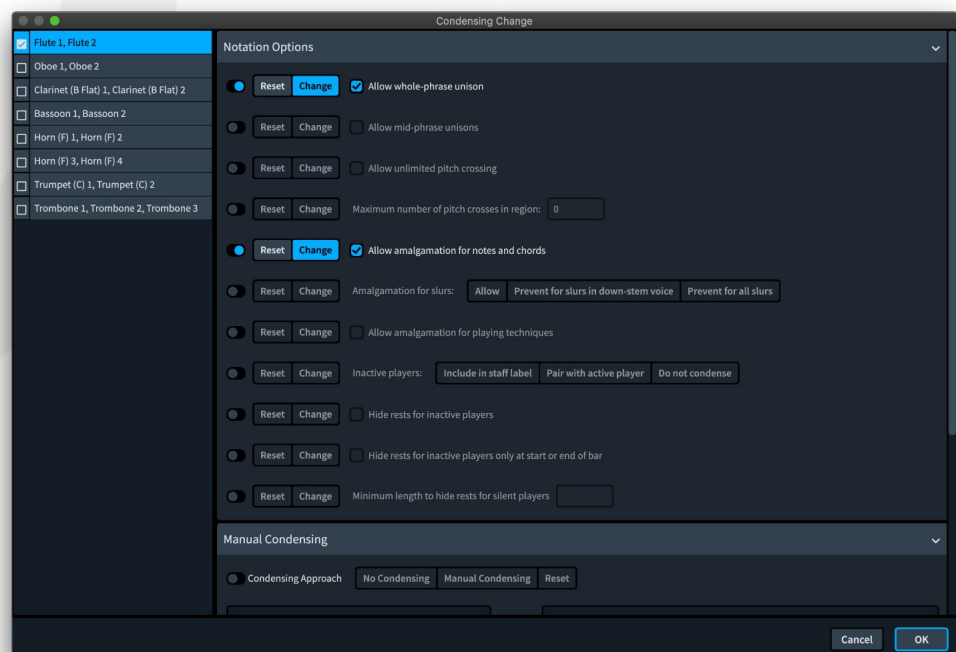 Condensing Change
Flute 1, Flute 2
Oboe 1, Oboe 2
Clarinet (B Flat) 1, Clarinet (B Flat) 2
Bassoon 1, Bassoon 2
Horn (F) 1, Horn (F) 2
Horn (F) 3, Horn (F) 4
Trumpet (C) 1, Trumpet (C) 2
Trombone 1, Trombone 2, Trombone 3
Notation Options
Reset Change Allow whole-phrase unison
Reset Change Allow mid-phrase unisons
Reset Change Allow unlimited pitch crossing
Reset Change Maximum number of pitch crosses in region: 0
Reset Change Allow amalgamation for notes and chords
Reset Change Amalgamation for slurs: Allow Prevent for slurs in down-stem voice Prevent for all slurs
Reset Change Allow amalgamation for playing techniques
Reset Change Inactive players: Include in staff label Pair with active player Do not condense
Reset Change Hide rests for inactive players
Reset Change Hide rests for inactive players only at start or end of bar
Reset Change Minimum length to hide rests for silent players
Manual Condensing
Condensing Approach No Condensing Manual Condensing Reset
Cancel OK